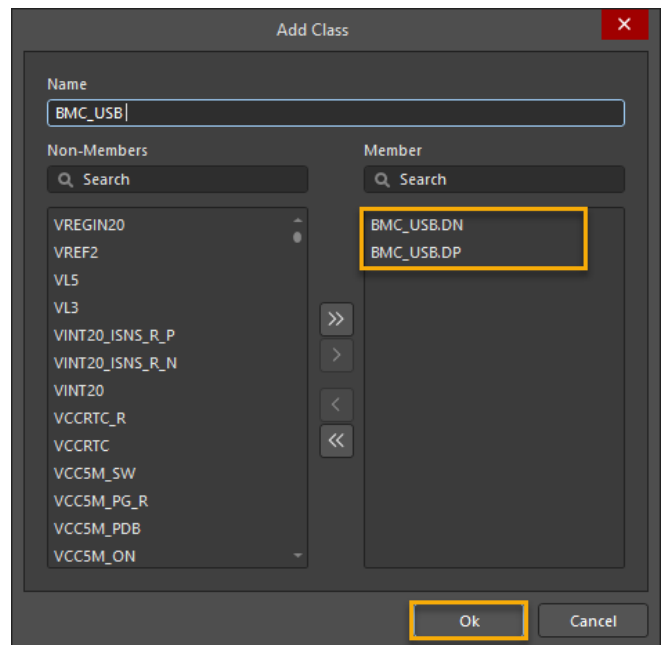 Add Class
Name
BMC_USB
Non-Members
Member
Search
Search
VREGIN20
VREF2
VL5
VL3
VINT20_ISNS_R_P
VINT20_ISNS_R_N
VINT20
VCCRTC_R
VCCRTC
VCC5M_SW
VCC5M_PG_R
VCC5M_PDB
VCC5M_ON
BMC_USB.DN
BMC_USB.DP
Ok
Cancel